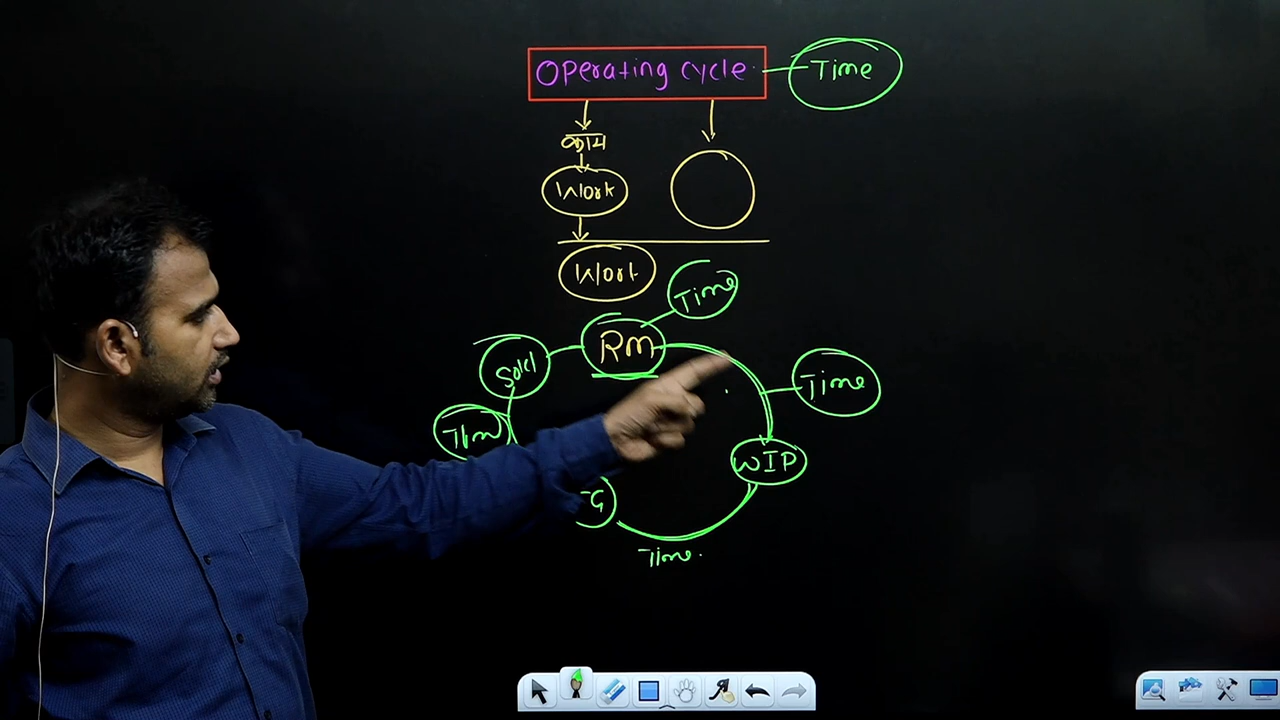 Operating cycle
Time
काम
Work
Work
Time
RM
Sold
Time
Tim
WIP
G
Time.